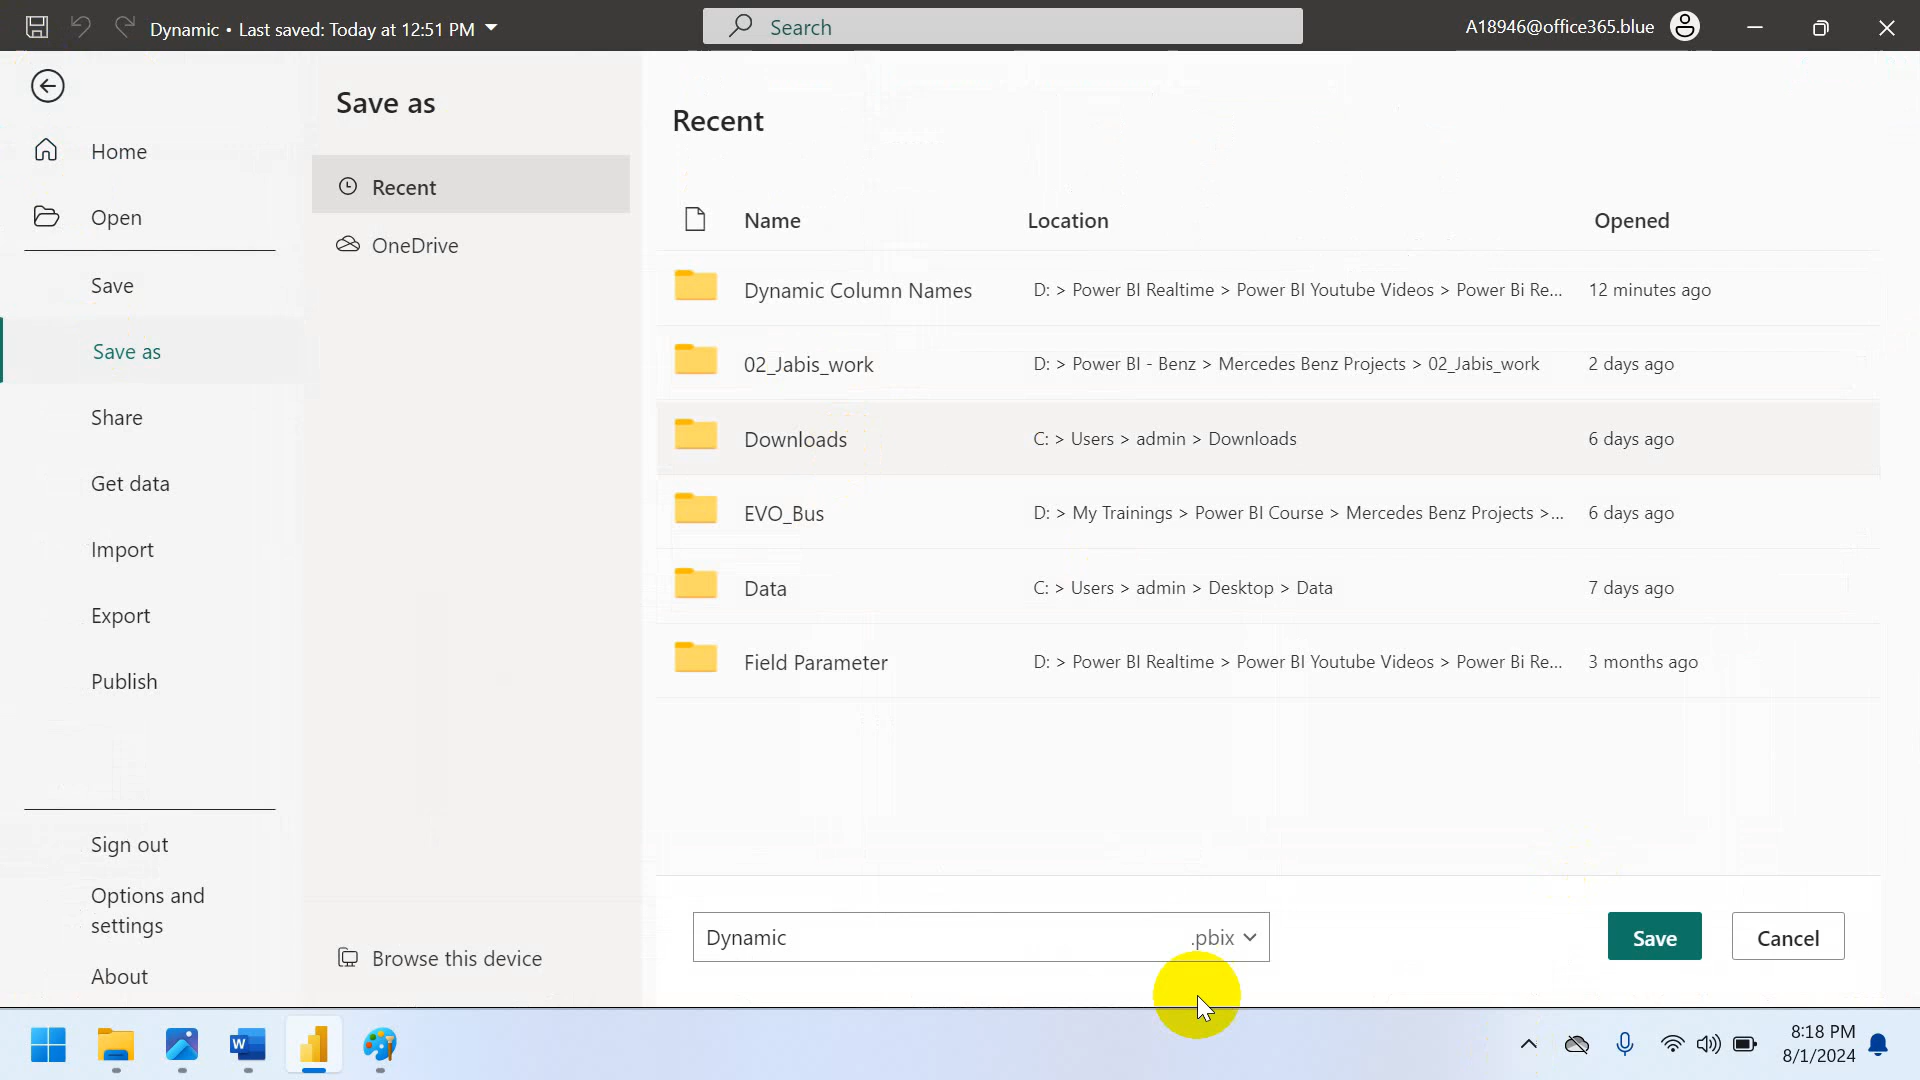 Dynamic • Last saved: Today at 12:51 PM
Search
A18946@office365.blue
Home
Open
Save
Save as
Share
Get data
Import
Export
Publish
Sign out
Options and
settings
About
Save as
Recent
OneDrive
Browse this device
Recent
Name Location Opened
Dynamic Column Names D: > Power BI Realtime > Power BI Youtube Videos > Power Bi Re... 12 minutes ago
02_Jabis_work D: > Power BI - Benz > Mercedes Benz Projects > 02_Jabis_work 2 days ago
Downloads C: > Users > admin > Downloads 6 days ago
EVO_Bus D: > My Trainings > Power BI Course > Mercedes Benz Projects >... 6 days ago
Data C: > Users > admin > Desktop > Data 7 days ago
Field Parameter D: > Power BI Realtime > Power BI Youtube Videos > Power Bi Re... 3 months ago
Dynamic .pbix
Save
Cancel
W
8:18 PM
8/1/2024